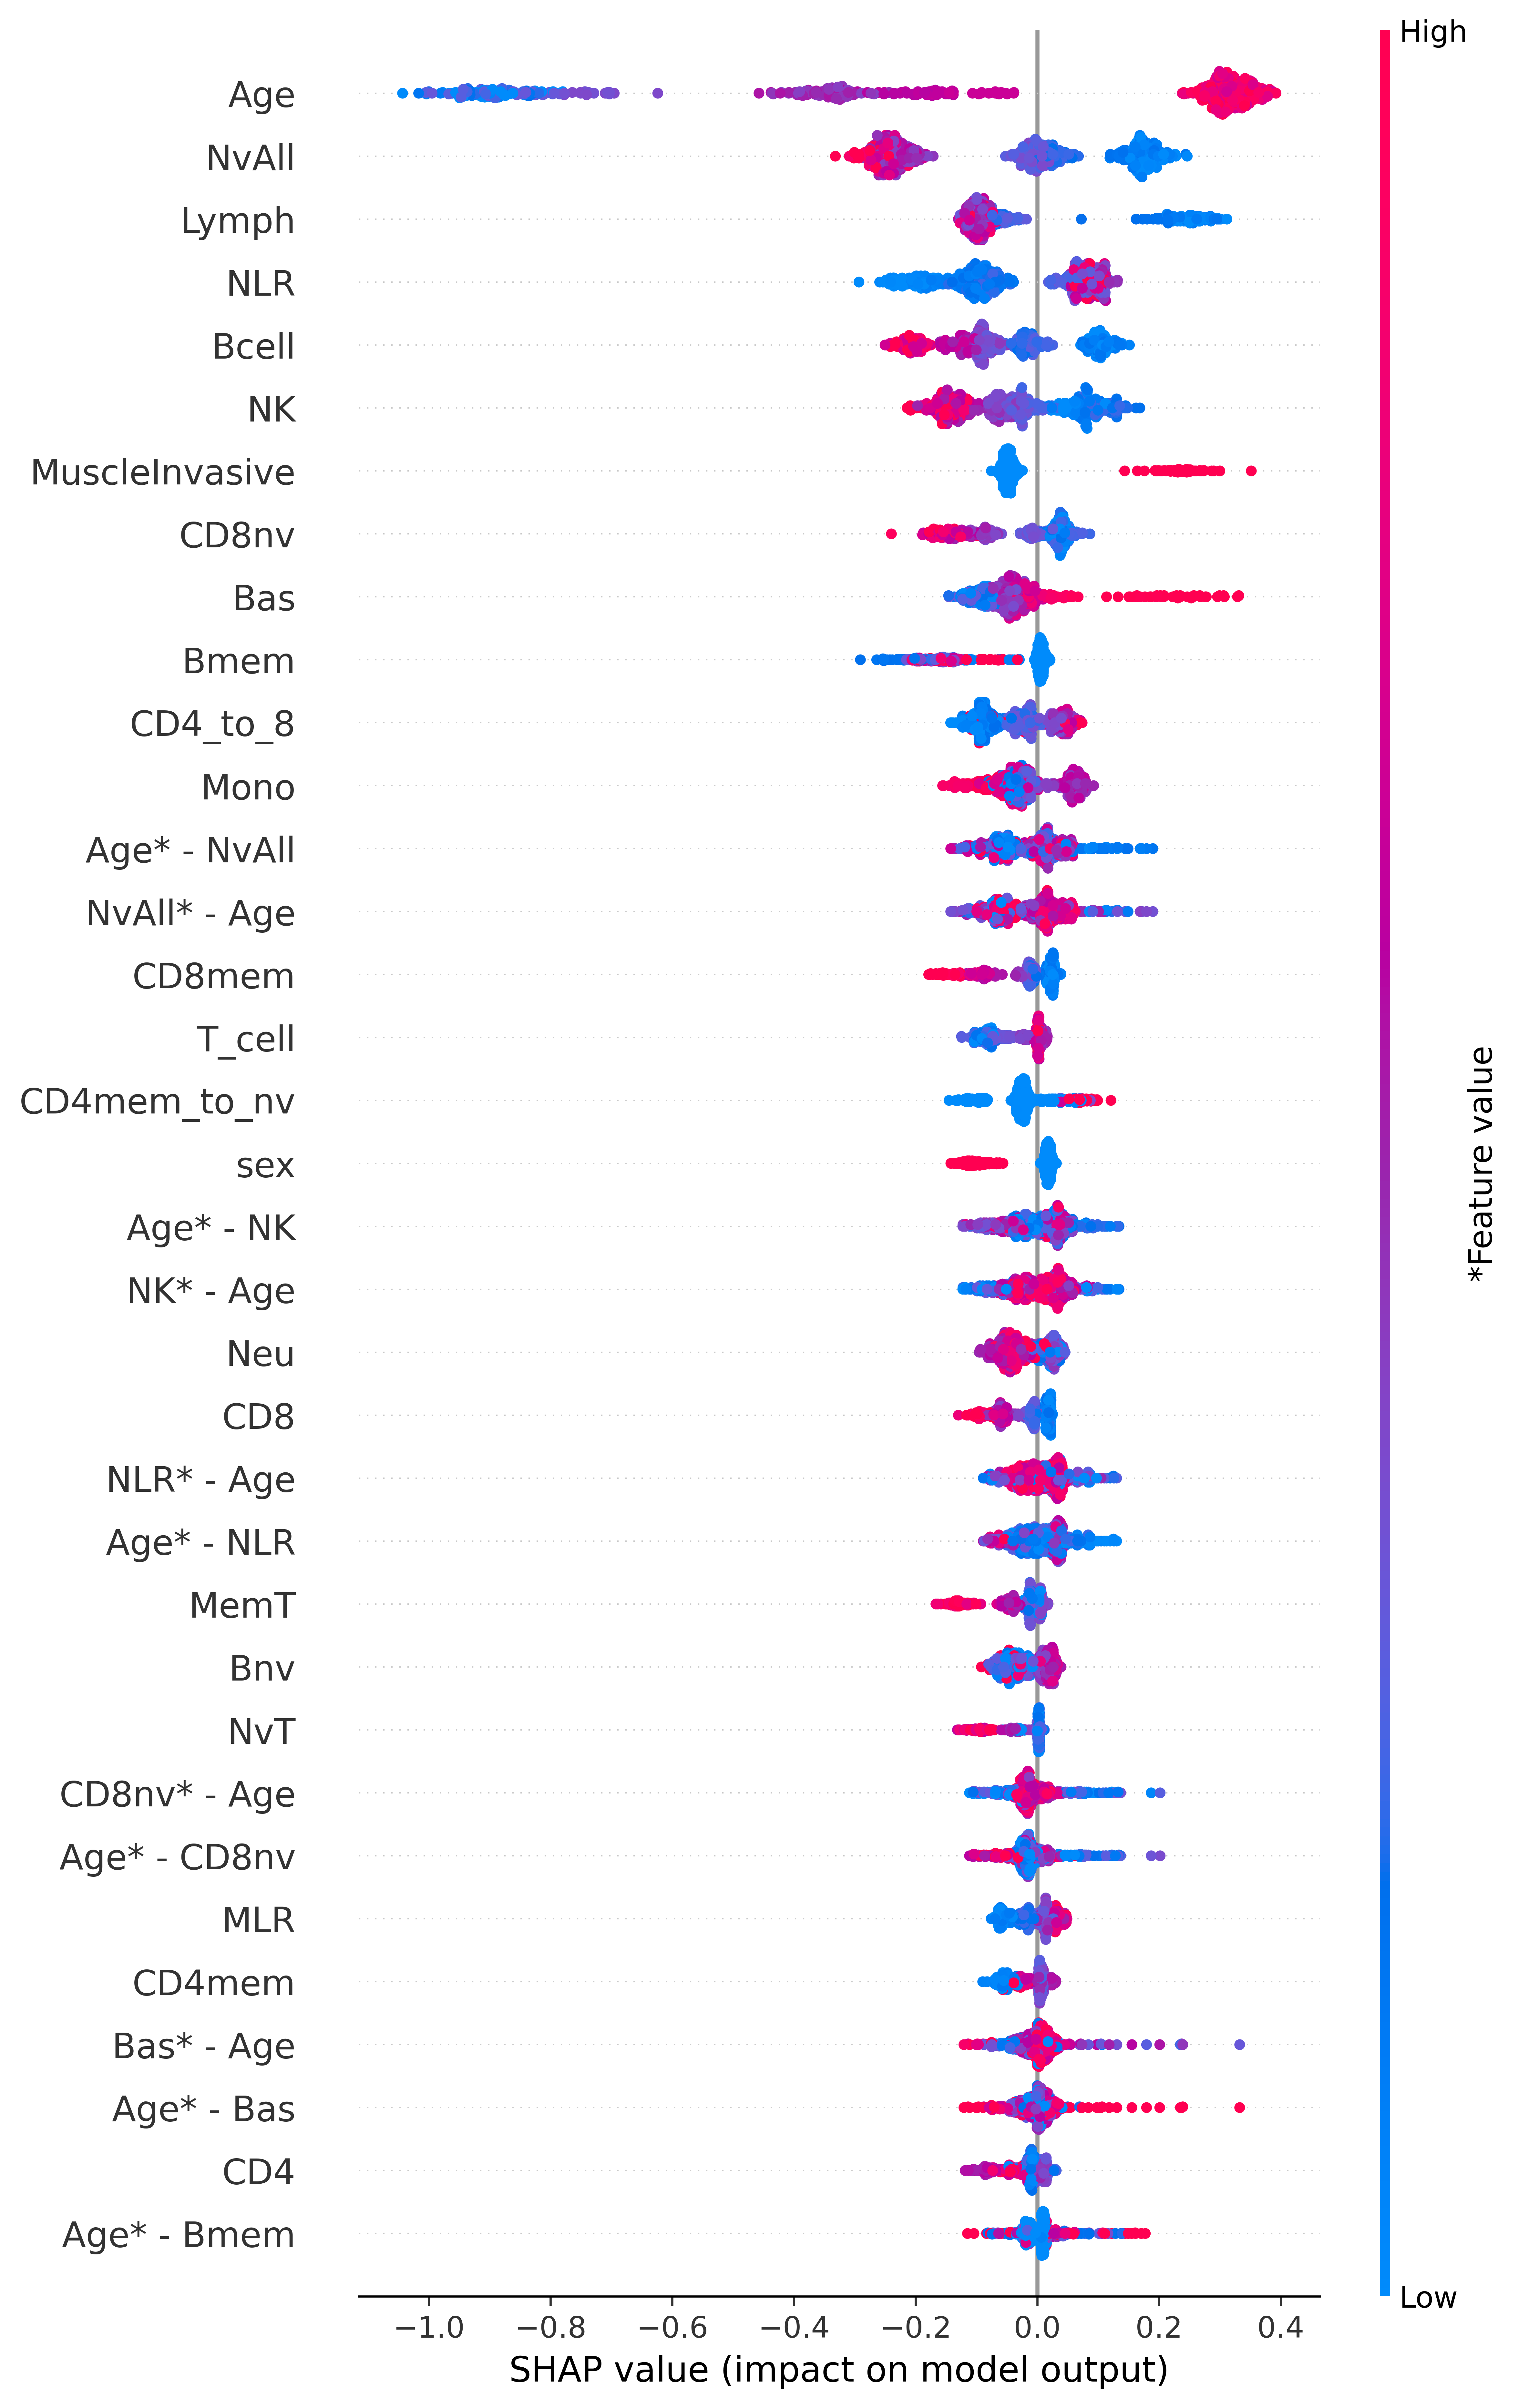 High
Age
NvAll
Lymph
NLR
Bcell
NK
MuscleInvasive
CD8nv
Bas
Bmem
CD4_to_8
Mono
Age* - NvAll
NvAll* - Age
CD8mem
T_cell
CD4mem_to_nv
sex
Age* - NK
NK* - Age
Neu
CD8
NLR* - Age
Age* - NLR
MemT
Bnv
NvT
CD8nv* - Age
Age* - CD8nv
MLR
CD4mem
Bas* - Age
Age* - Bas
CD4
Age* - Bmem
*Feature value
Low
−1.0 −0.8 −0.6 −0.4 −0.2 0.0 0.2 0.4
SHAP value (impact on model output)